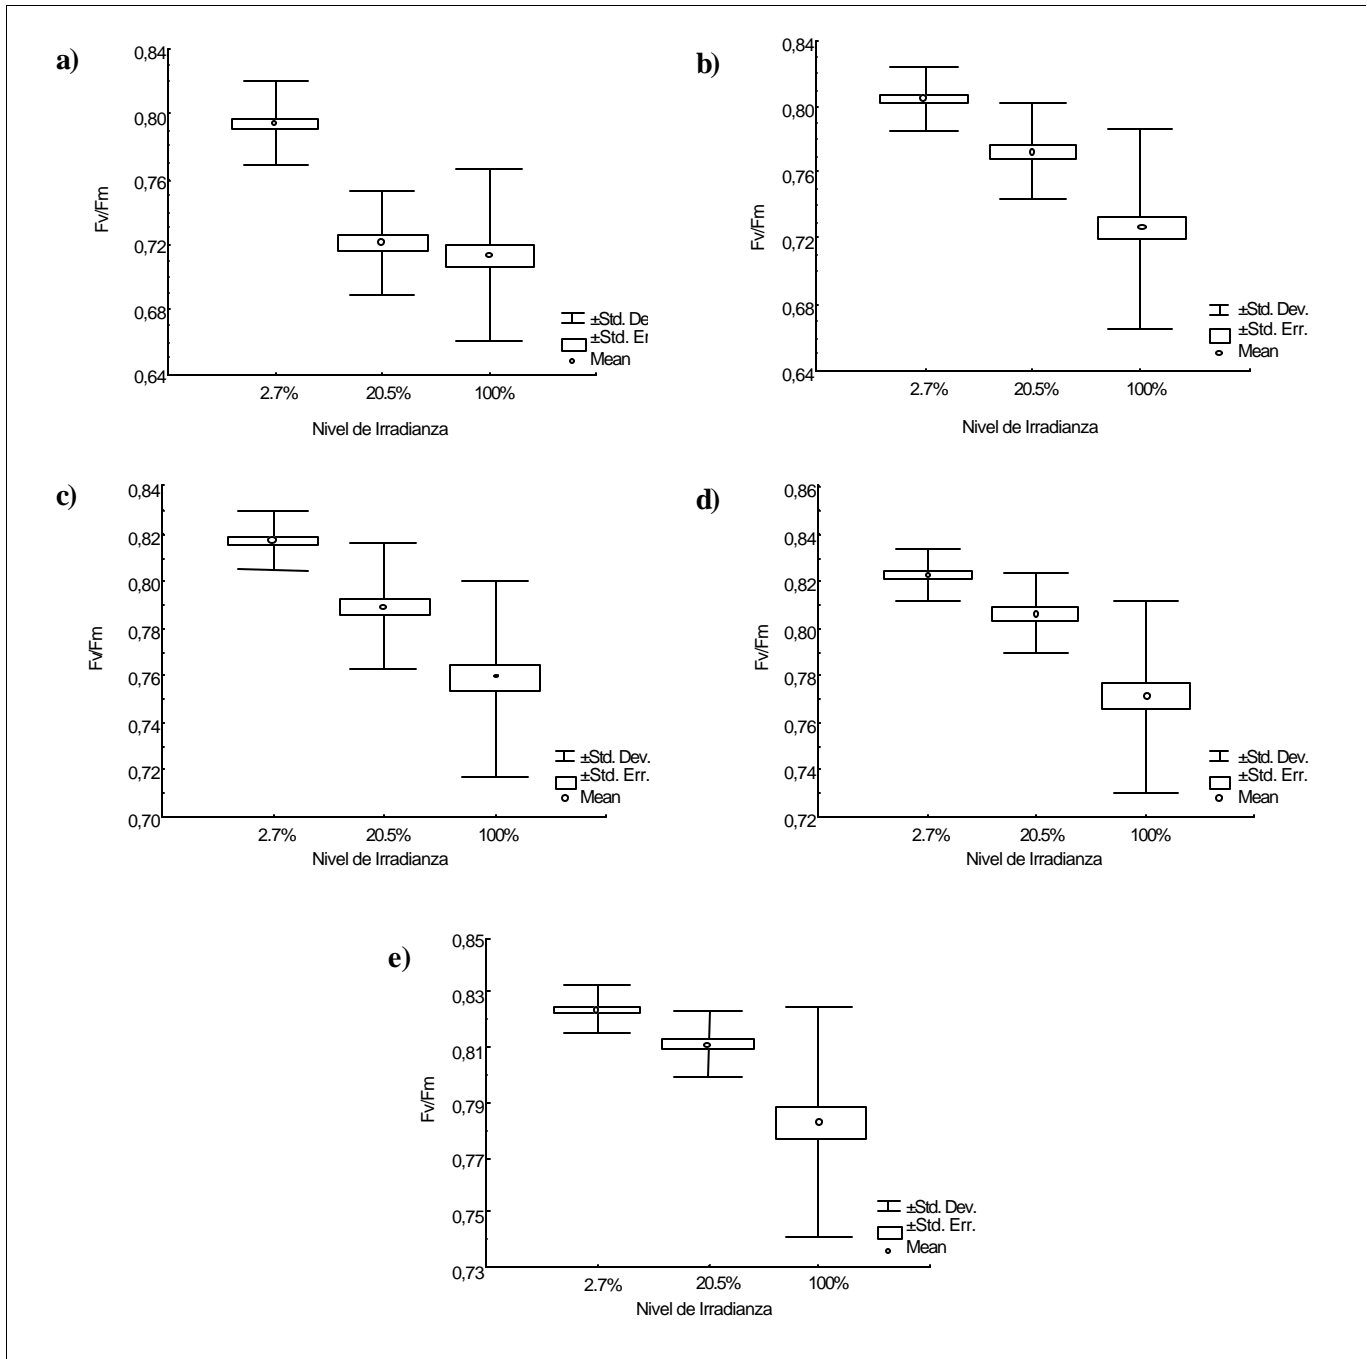 a)
0,84
0,80
0,76
0,72
0,68
0,64
Fv/Fm
2.7% 20.5% 100%
Nivel de Irradianza
±Std. De
±Std. Er
Mean
b)
0,84
0,80
0,76
0,72
0,68
0,64
Fv/Fm
2.7% 20.5% 100%
Nivel de Irradianza
±Std. Dev.
±Std. Err.
Mean
c)
0,84
0,82
0,80
0,78
0,76
0,74
0,72
0,70
Fv/Fm
2.7% 20.5% 100%
Nivel de Irradianza
±Std. Dev.
±Std. Err.
Mean
d)
0,86
0,84
0,82
0,80
0,78
0,76
0,74
0,72
Fv/Fm
2.7% 20.5% 100%
Nivel de Irradianza
±Std. Dev.
±Std. Err.
Mean
e)
0,85
0,83
0,81
0,79
0,77
0,75
0,73
Fv/Fm
2.7% 20.5% 100%
Nivel de Irradianza
±Std. Dev.
±Std. Err.
Mean